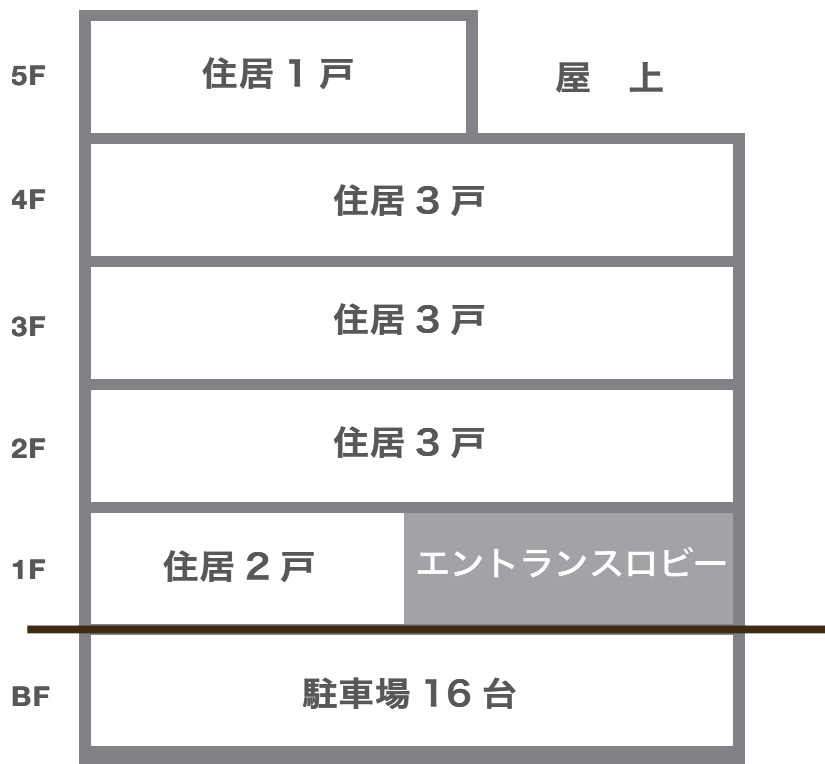 5F
住居 1 戸
屋　上
4F
住居 3 戸
3F
住居 3 戸
2F
住居 3 戸
1F
住居 2 戸
エントランスロビー
BF
駐車場 16 台